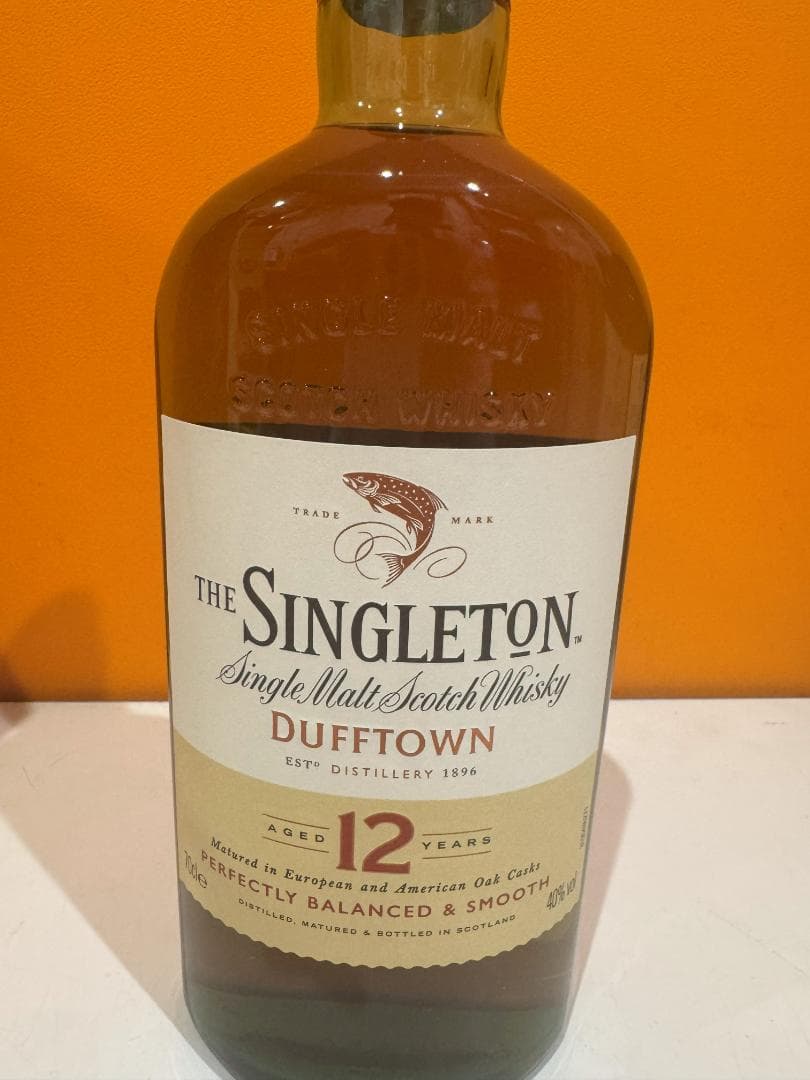 SINGLE MALT
SCOTCH WHISKY
TRADE MARK
THE SINGLETON™
Single Malt Scotch Whisky
DUFFTOWN
ESTD DISTILLERY 1896
AGED 12 YEARS
Matured in European and American Oak Casks
70cl e PERFECTLY BALANCED & SMOOTH 40% vol
DISTILLED, MATURED & BOTTLED IN SCOTLAND